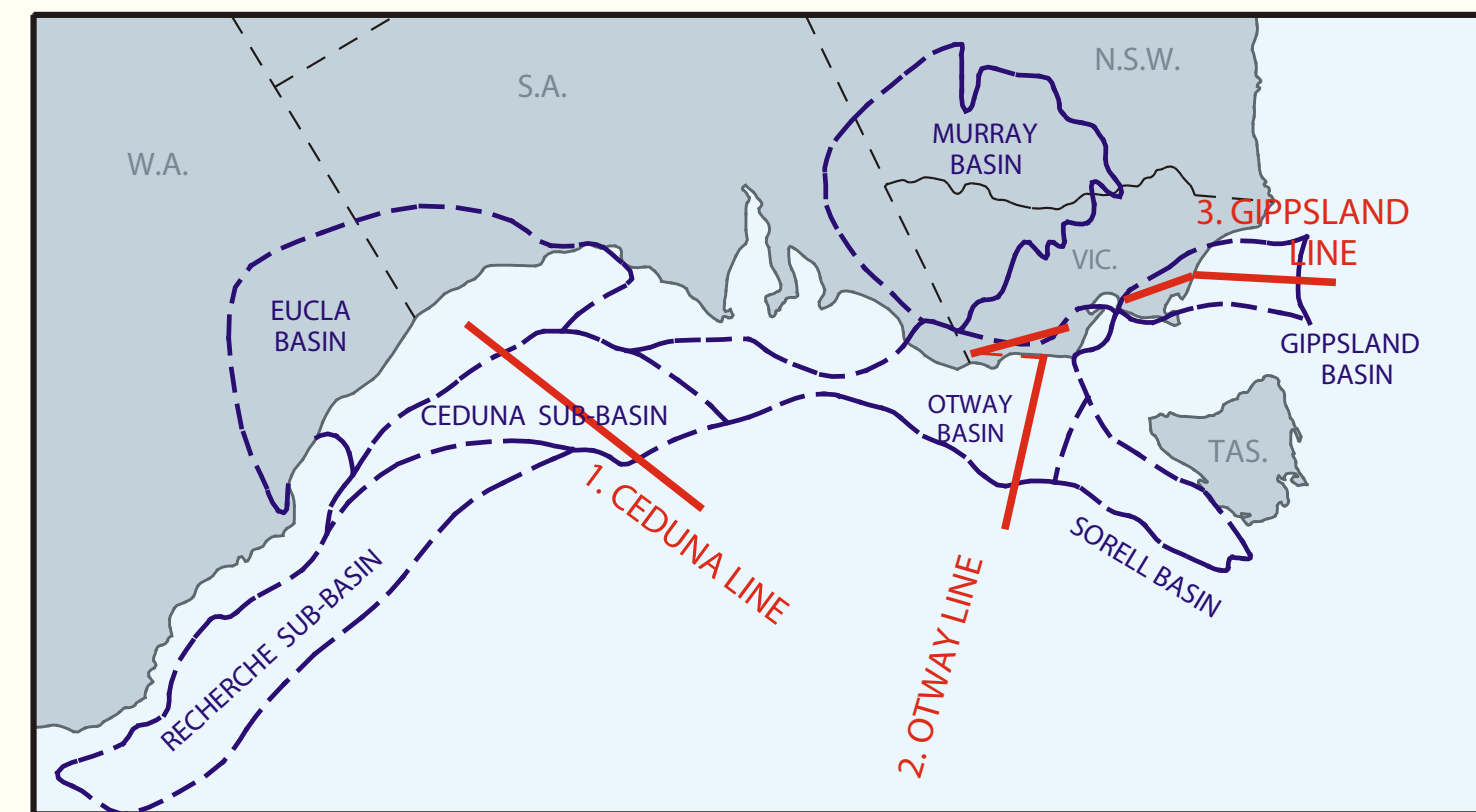 N.S.W.
S.A.
MURRAY
BASIN
W.A.
3. GIPPSLAND
LINE
VIC.
EUCLA
BASIN
GIPPSLAND
BASIN
CEDUNA SUB-BASIN
OTWAY
BASIN
TAS.
1. CEDUNA LINE
SORELL BASIN
RECHERCHE SUB-BASIN
2. OTWAY LINE